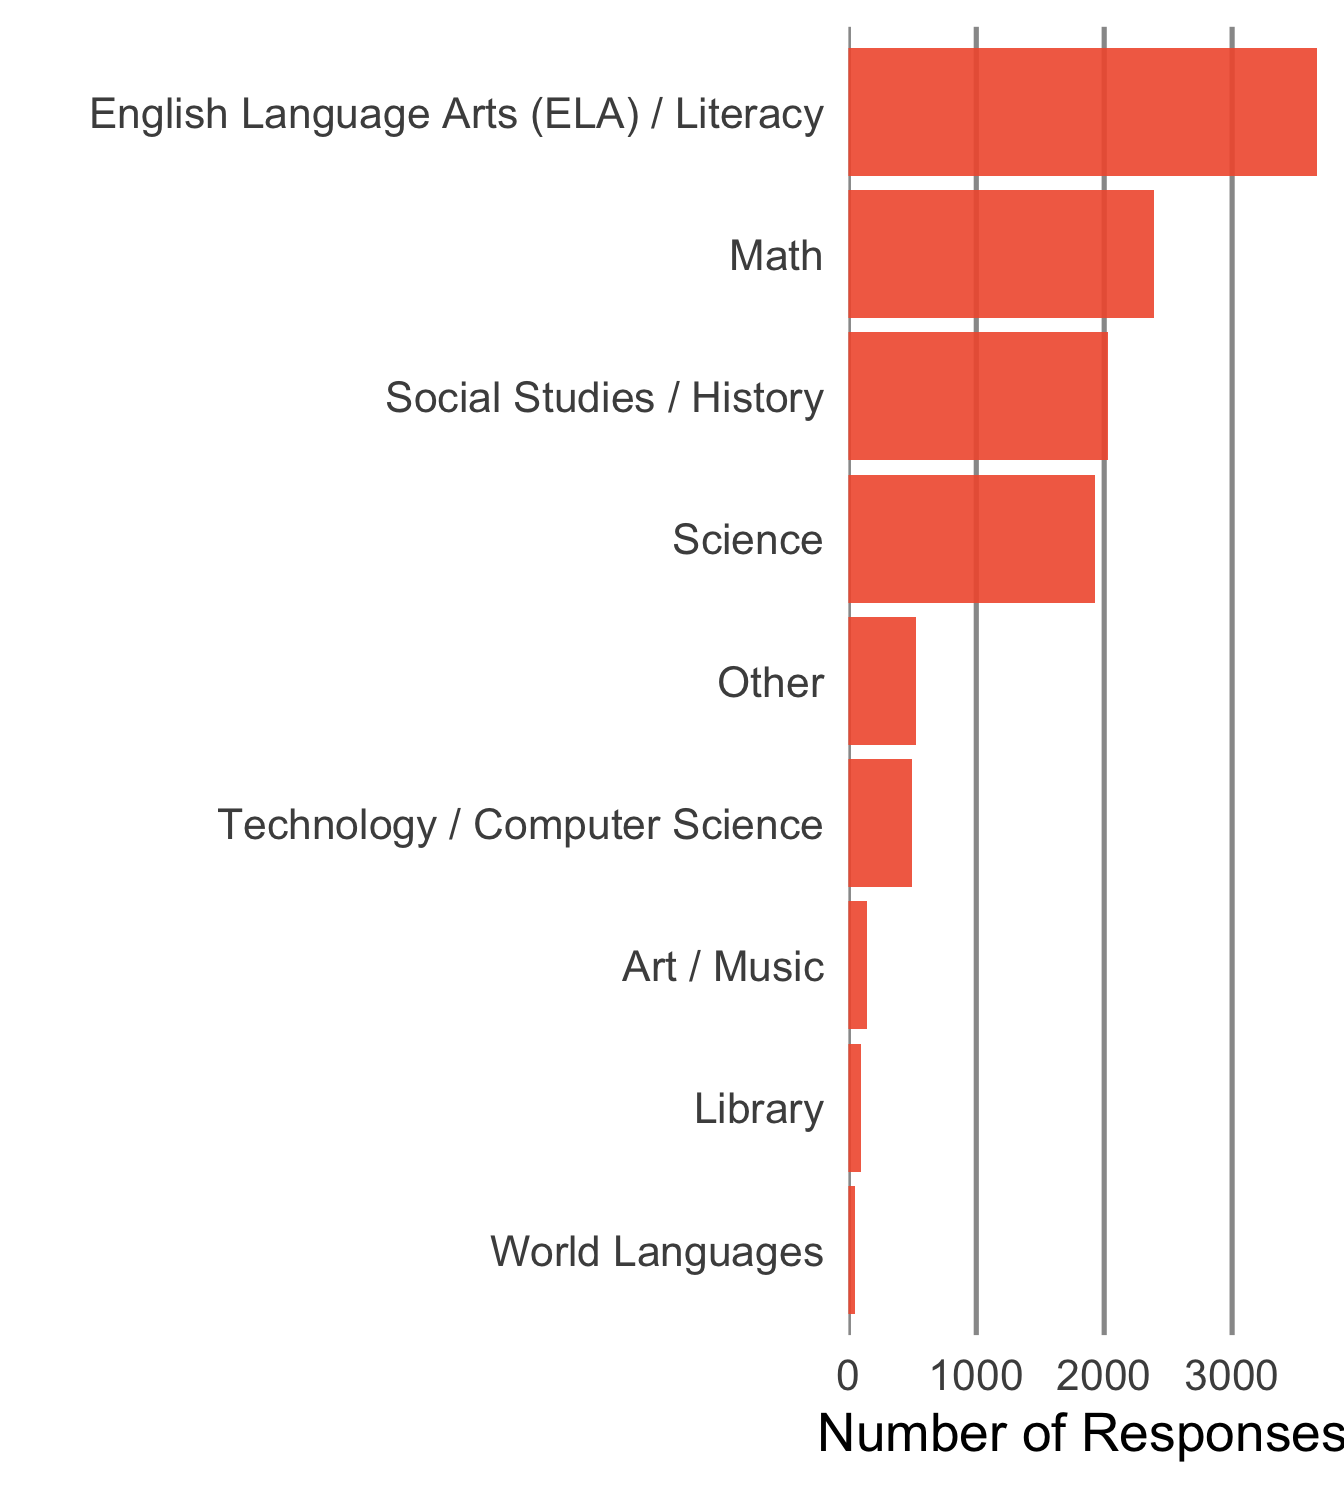 English Language Arts (ELA) / Literacy
Math
Social Studies / History
Science
Other
Technology / Computer Science
Art / Music
Library
World Languages
0 1000 2000 3000
Number of Responses